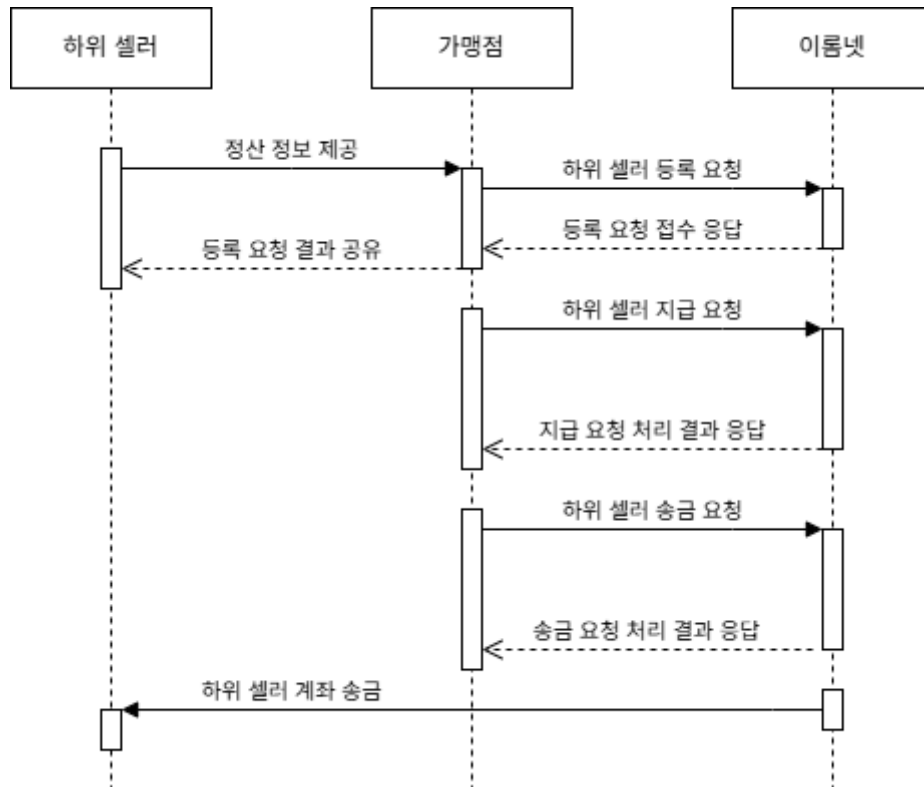 하위 셀러
가맹점
이롬넷
정산 정보 제공
하위 셀러 등록 요청
등록 요청 접수 응답
등록 요청 결과 공유
하위 셀러 지급 요청
지급 요청 처리 결과 응답
하위 셀러 송금 요청
송금 요청 처리 결과 응답
하위 셀러 계좌 송금